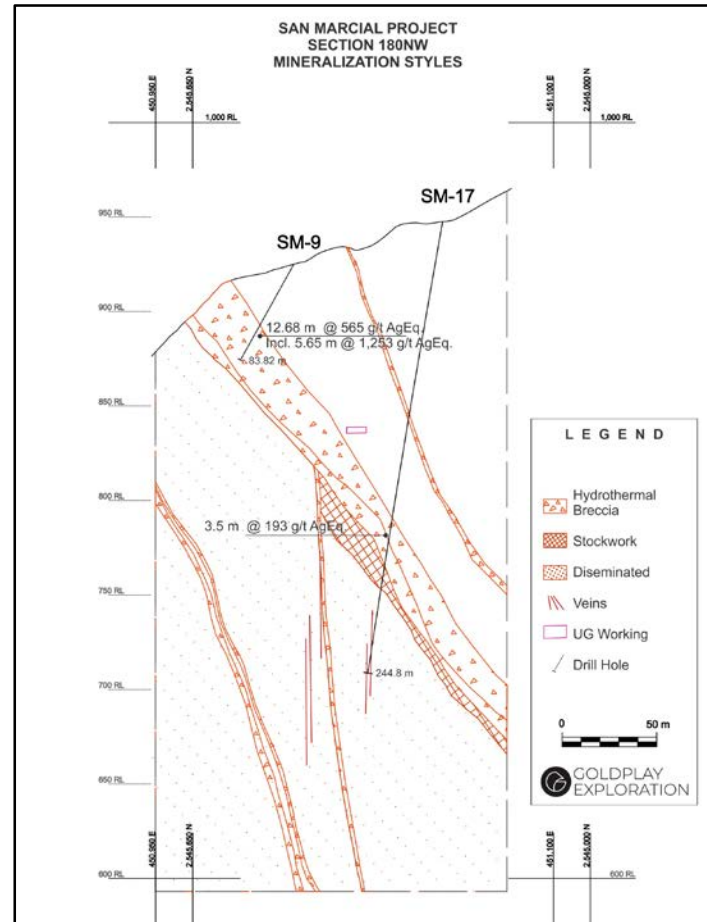 SAN MARCIAL PROJECT
SECTION 180NW
MINERALIZATION STYLES
450,950 E
2,545,050 N
451,100 E
2,545,000 N
1,000 RL
1,000 RL
SM-17
950 RL
SM-9
900 RL
12.68 m @ 565 g/t AgEq.
Incl. 5.65 m @ 1,253 g/t AgEq.
83.82 m
850 RL
800 RL
3.5 m @ 193 g/t AgEq.
750 RL
700 RL
244.8 m
650 RL
600 RL
600 RL
450,950 E
2,545,050 N
451,100 E
2,545,000 N
LEGEND
Hydrothermal
Breccia
Stockwork
Diseminated
Veins
UG Working
Drill Hole
0 50 m
GOLDPLAY
EXPLORATION